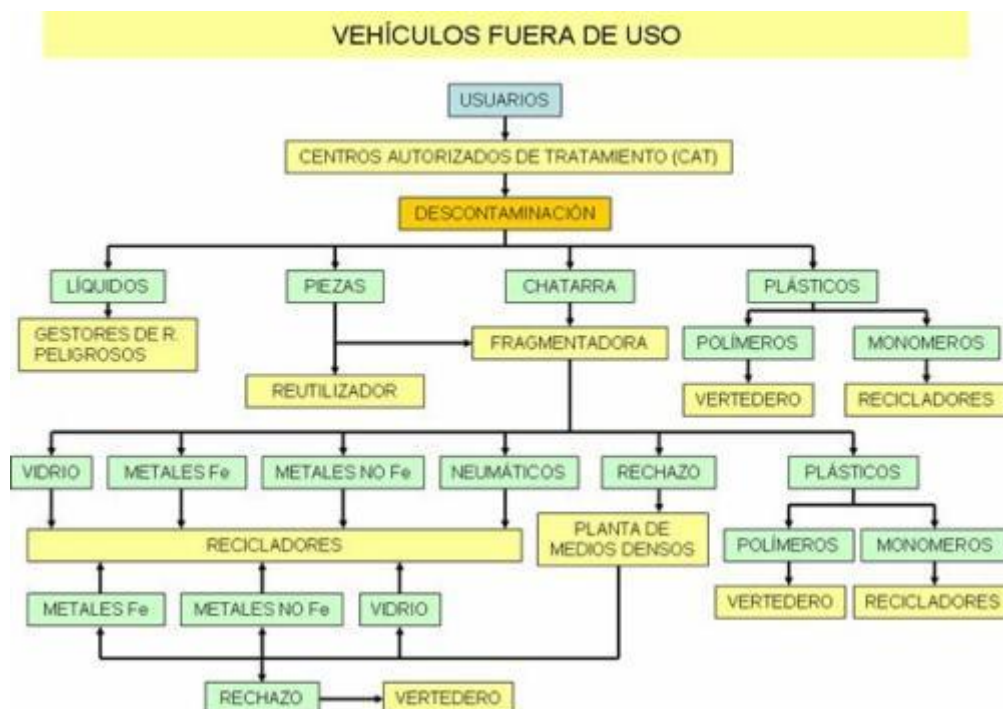 VEHÍCULOS FUERA DE USO
USUARIOS
CENTROS AUTORIZADOS DE TRATAMIENTO (CAT)
DESCONTAMINACIÓN
LÍQUIDOS
PIEZAS
CHATARRA
PLÁSTICOS
GESTORES DE R.
PELIGROSOS
FRAGMENTADORA
POLÍMEROS
MONOMEROS
REUTILIZADOR
VERTEDERO
RECICLADORES
VIDRIO
METALES Fe
METALES NO Fe
NEUMÁTICOS
RECHAZO
PLÁSTICOS
RECICLADORES
PLANTA DE
MEDIOS DENSOS
POLÍMEROS
MONOMEROS
METALES Fe
METALES NO Fe
VIDRIO
VERTEDERO
RECICLADORES
RECHAZO
VERTEDERO